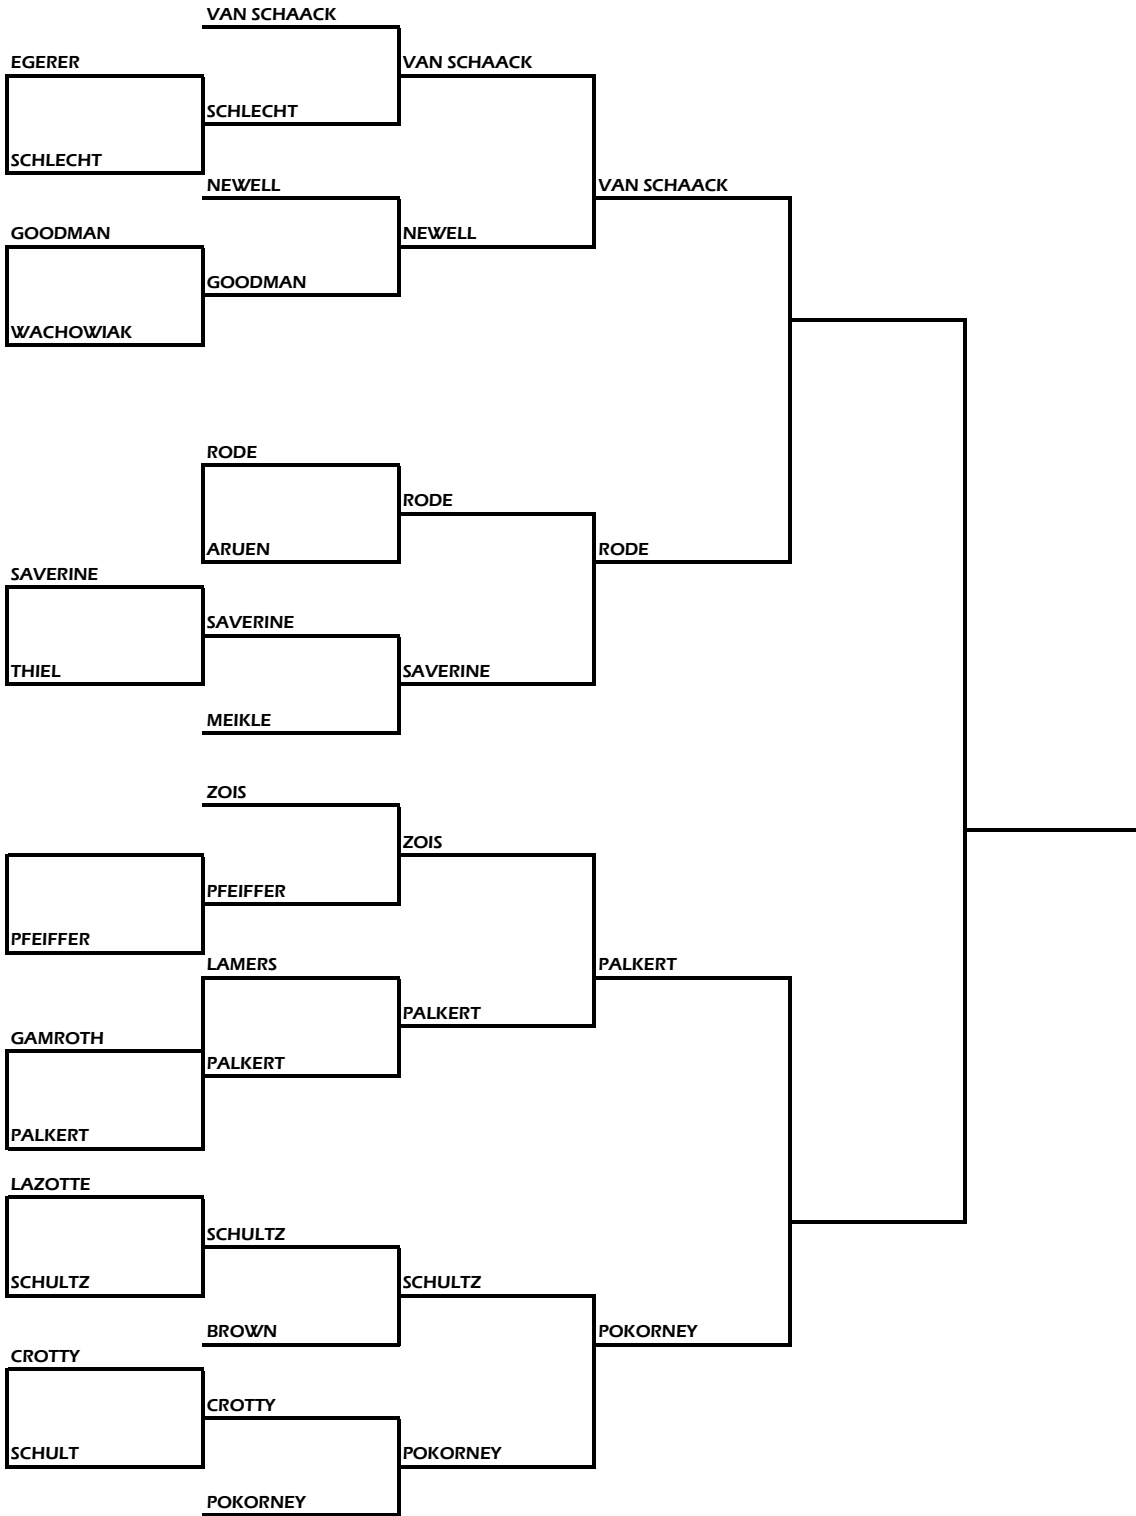 VAN SCHAACK
EGERER
VAN SCHAACK
SCHLECHT
SCHLECHT
NEWELL
VAN SCHAACK
GOODMAN
NEWELL
GOODMAN
WACHOWIAK
RODE
RODE
ARUEN
RODE
SAVERINE
SAVERINE
THIEL
SAVERINE
MEIKLE
ZOIS
ZOIS
PFEIFFER
PFEIFFER
LAMERS
PALKERT
PALKERT
GAMROTH
PALKERT
PALKERT
LAZOTTE
SCHULTZ
SCHULTZ
SCHULTZ
BROWN
POKORNEY
CROTTY
CROTTY
SCHULT
POKORNEY
POKORNEY